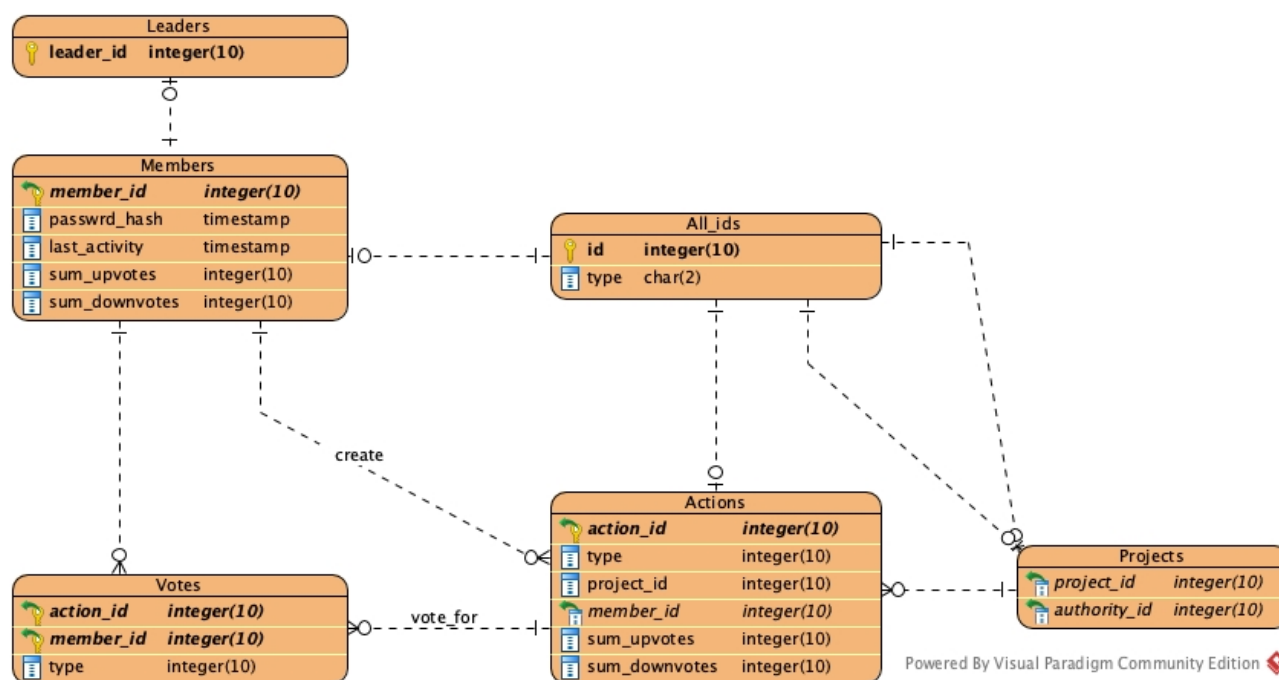 Leaders
leader_id integer(10)
Members
member_id integer(10)
passwrd_hash timestamp
last_activity timestamp
sum_upvotes integer(10)
sum_downvotes integer(10)
All_ids
id integer(10)
type char(2)
create
Actions
action_id integer(10)
type integer(10)
project_id integer(10)
member_id integer(10)
sum_upvotes integer(10)
sum_downvotes integer(10)
Projects
project_id integer(10)
authority_id integer(10)
Votes
action_id integer(10)
member_id integer(10)
type integer(10)
vote_for
Powered By Visual Paradigm Community Edition